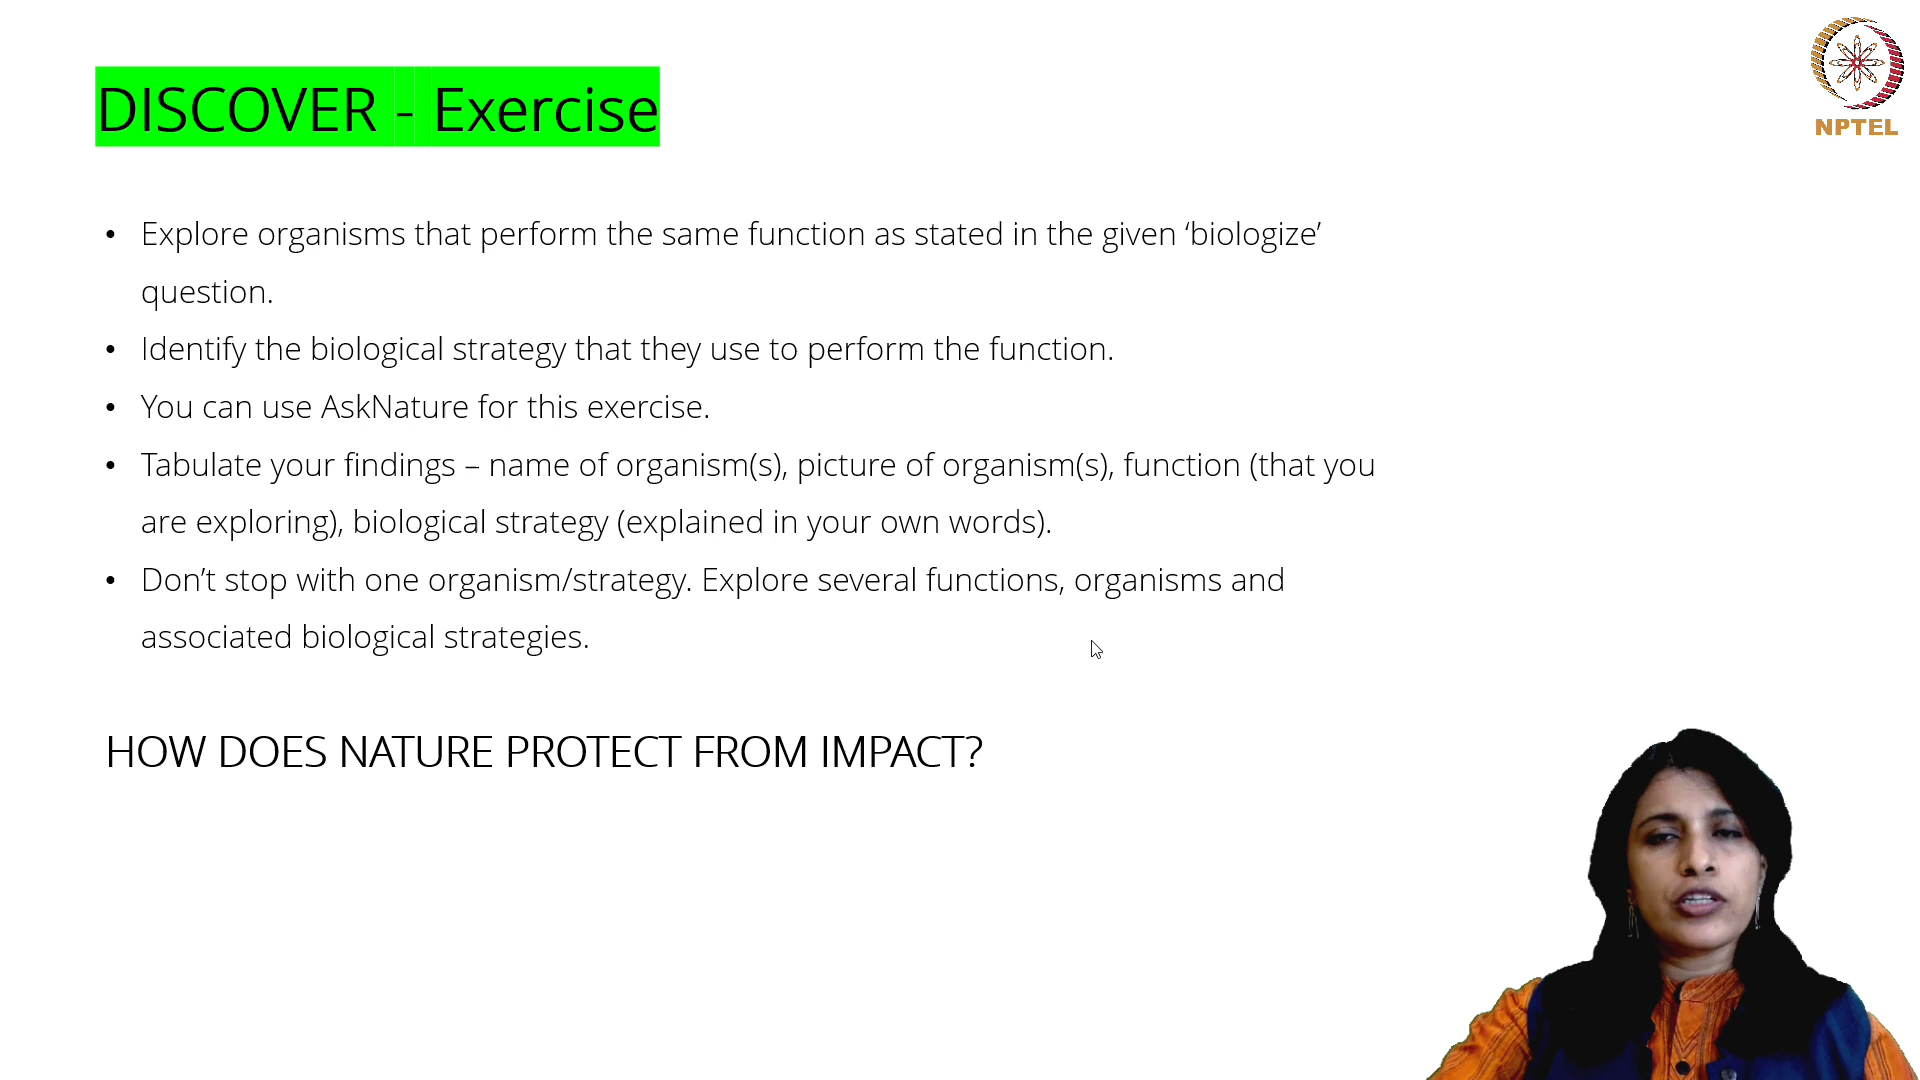 DISCOVER - Exercise
NPTEL
• Explore organisms that perform the same function as stated in the given ‘biologize’
question.
• Identify the biological strategy that they use to perform the function.
• You can use AskNature for this exercise.
• Tabulate your findings – name of organism(s), picture of organism(s), function (that you
are exploring), biological strategy (explained in your own words).
• Don’t stop with one organism/strategy. Explore several functions, organisms and
associated biological strategies.
HOW DOES NATURE PROTECT FROM IMPACT?